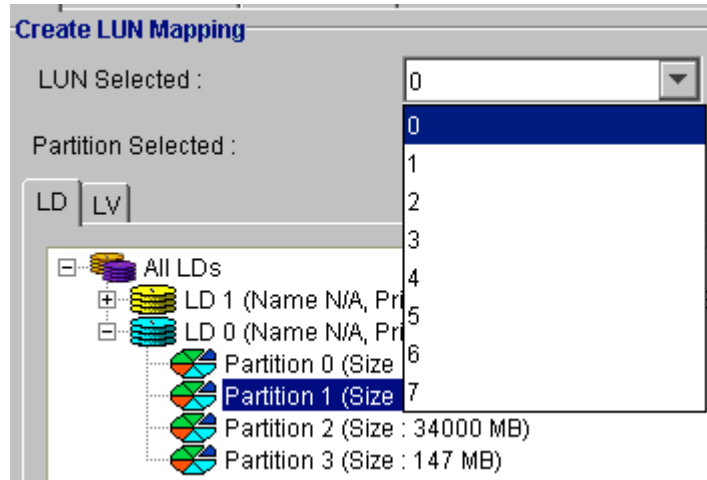 Create LUN Mapping
LUN Selected :
0
0
1
2
3
4
5
6
7
Partition Selected :
LD
LV
All LDs
LD 1 (Name N/A, Pri
LD 0 (Name N/A, Pri
Partition 0 (Size
Partition 1 (Size
Partition 2 (Size : 34000 MB)
Partition 3 (Size : 147 MB)